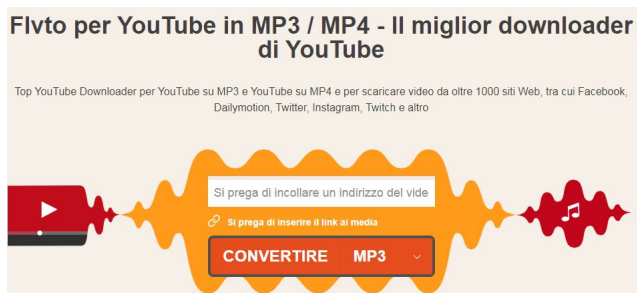 Flvto per YouTube in MP3 / MP4 - Il miglior downloader
di YouTube
Top YouTube Downloader per YouTube su MP3 e YouTube su MP4 e per scaricare video da oltre 1000 siti Web, tra cui Facebook,
Dailymotion, Twitter, Instagram, Twitch e altro
Si prega di incollare un indirizzo del vide
Si prega di inserire il link ai media
CONVERTIRE MP3